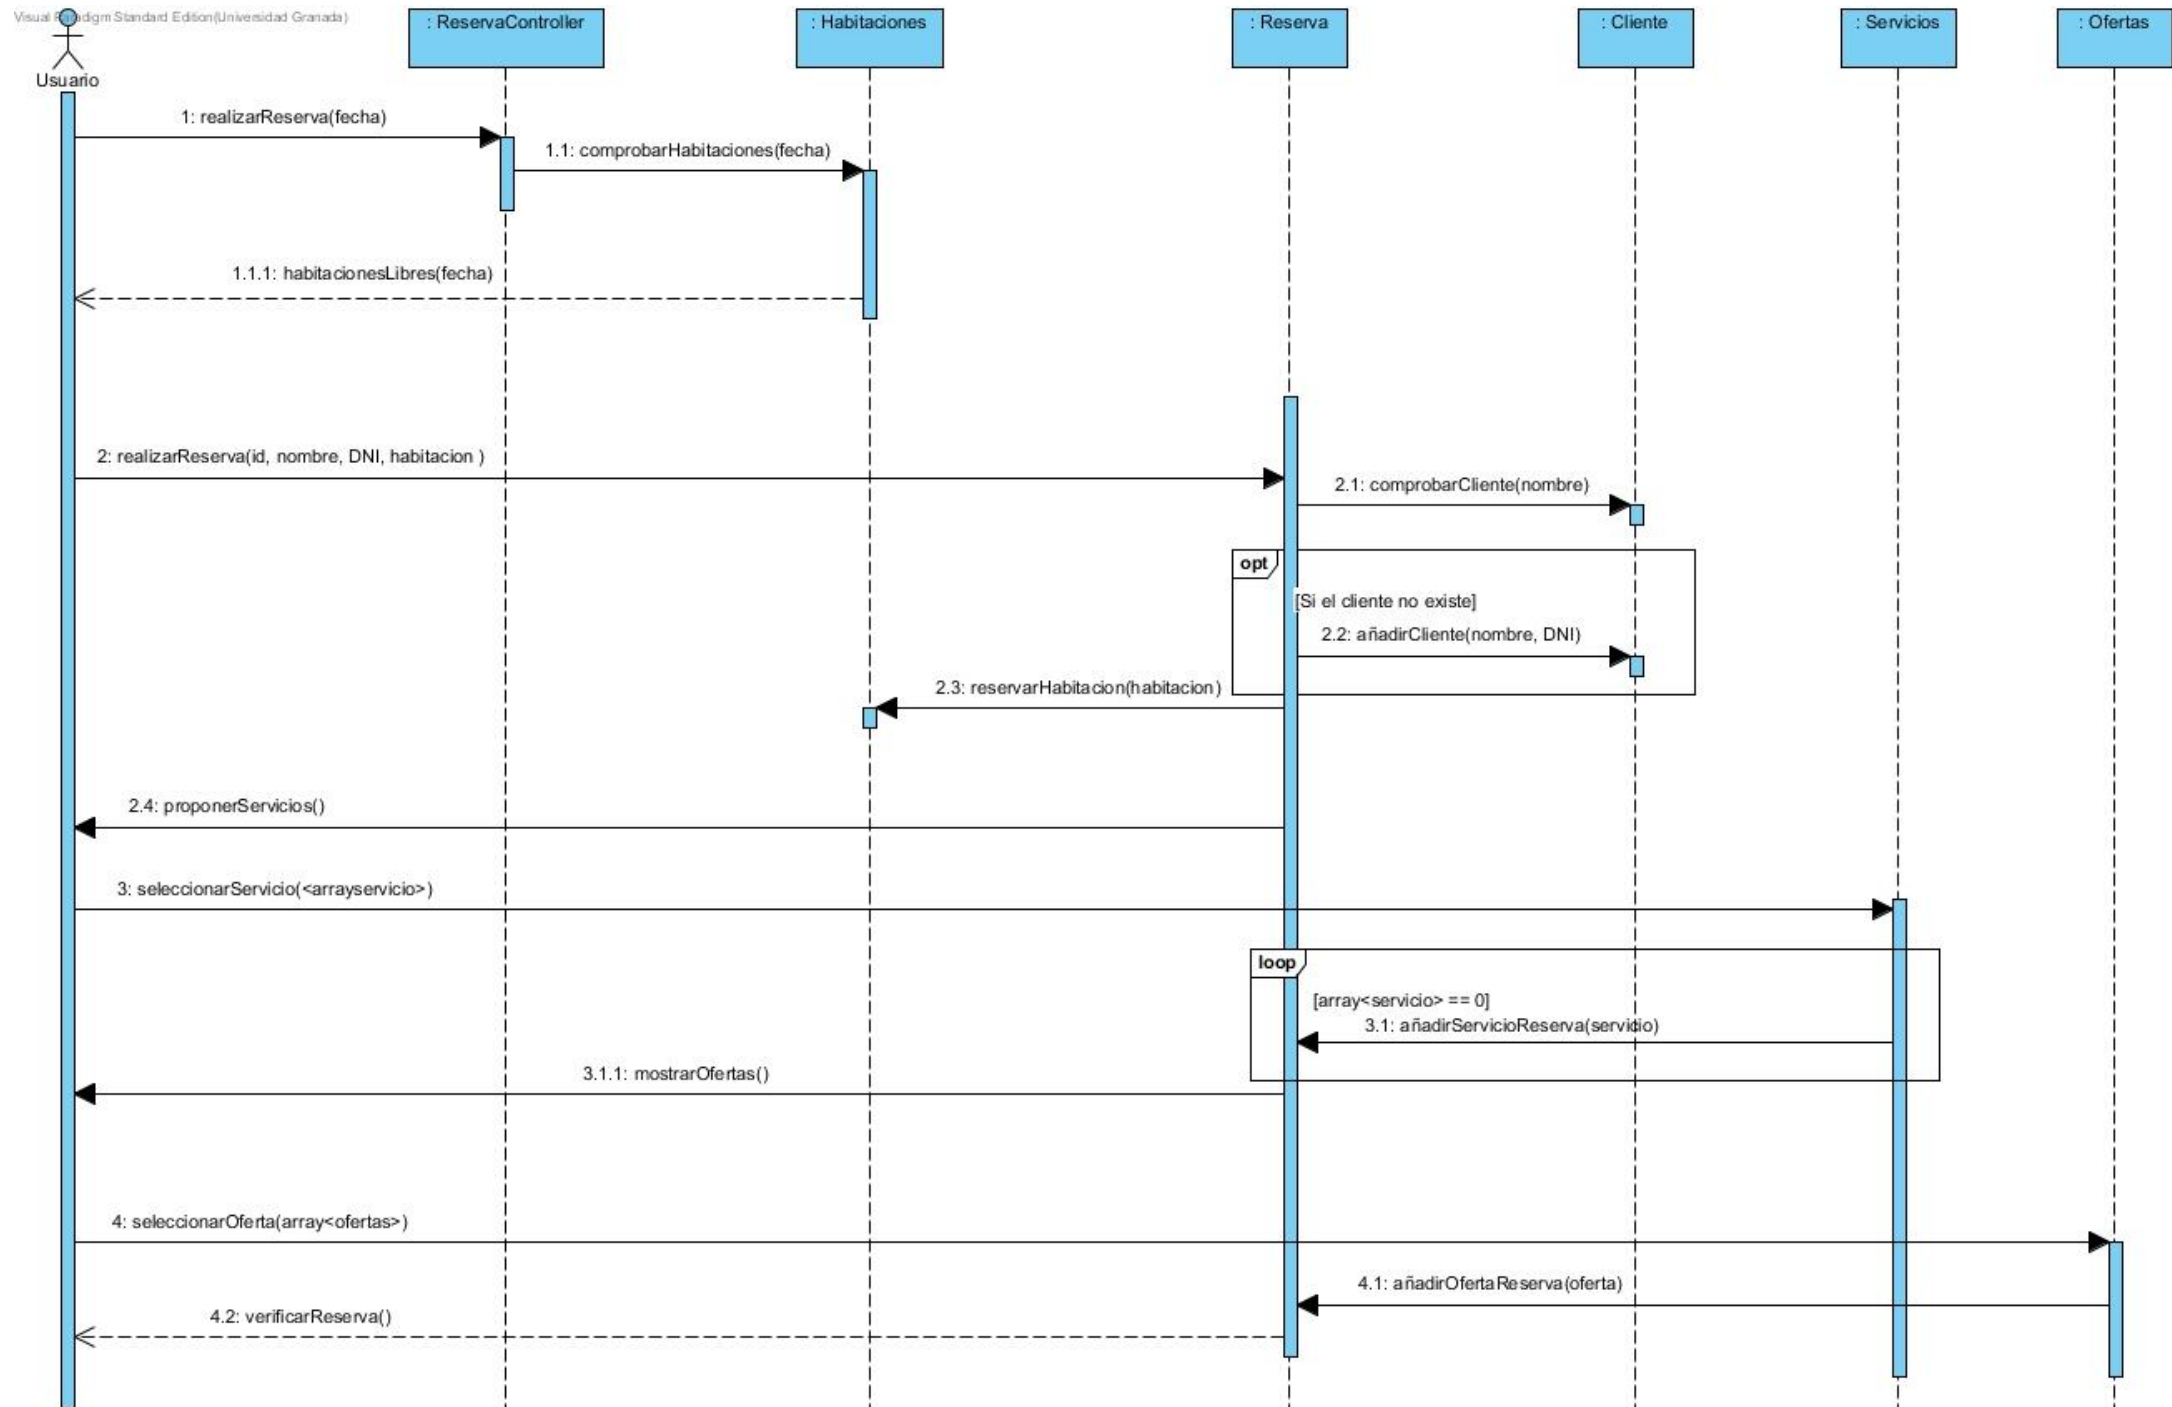 Visual Paradigm Standard Edition(Universidad Granada)
Usuario
: ReservaController
: Habitaciones
: Reserva
: Cliente
: Servicios
: Ofertas
1: realizarReserva(fecha)
1.1: comprobarHabitaciones(fecha)
1.1.1: habitacionesLibres(fecha)
2: realizarReserva(id, nombre, DNI, habitacion )
2.1: comprobarCliente(nombre)
opt
[Si el cliente no existe]
2.2: añadirCliente(nombre, DNI)
2.3: reservarHabitacion(habitacion )
2.4: proponerServicios()
3: seleccionarServicio(<arrayservicio>)
loop
[array<servicio> == 0]
3.1: añadirServicioReserva(servicio)
3.1.1: mostrarOfertas()
4: seleccionarOferta(array<ofertas>)
4.1: añadirOfertaReserva(oferta)
4.2: verificarReserva()